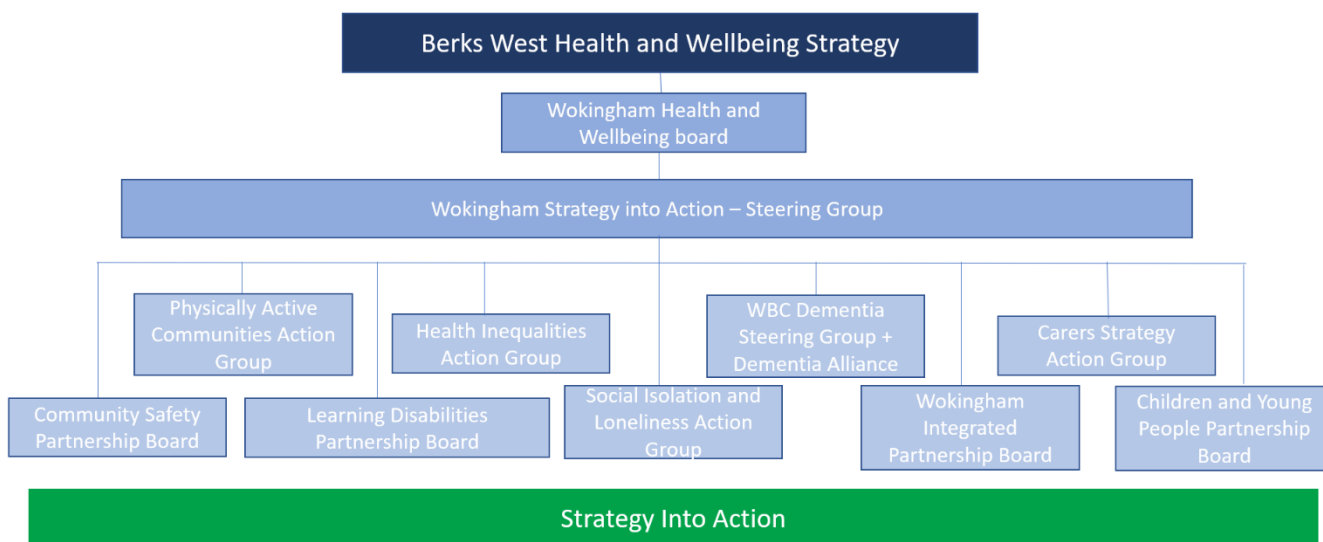 Berks West Health and Wellbeing Strategy
Wokingham Health and
Wellbeing board
Wokingham Strategy into Action – Steering Group
Physically Active
Communities Action
Group
Health Inequalities
Action Group
WBC Dementia
Steering Group +
Dementia Alliance
Carers Strategy
Action Group
Community Safety
Partnership Board
Learning Disabilities
Partnership Board
Social Isolation and
Loneliness Action
Group
Wokingham
Integrated
Partnership Board
Children and Young
People Partnership
Board
Strategy Into Action